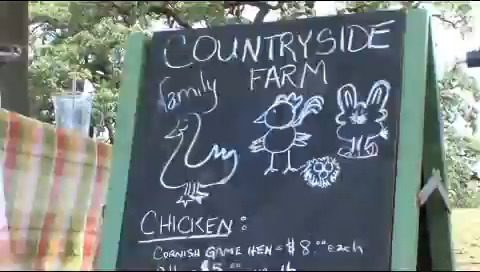 COUNTRYSIDE
family FARM
CHICKEN:
CORNISH GAME HEN = $8.00 each